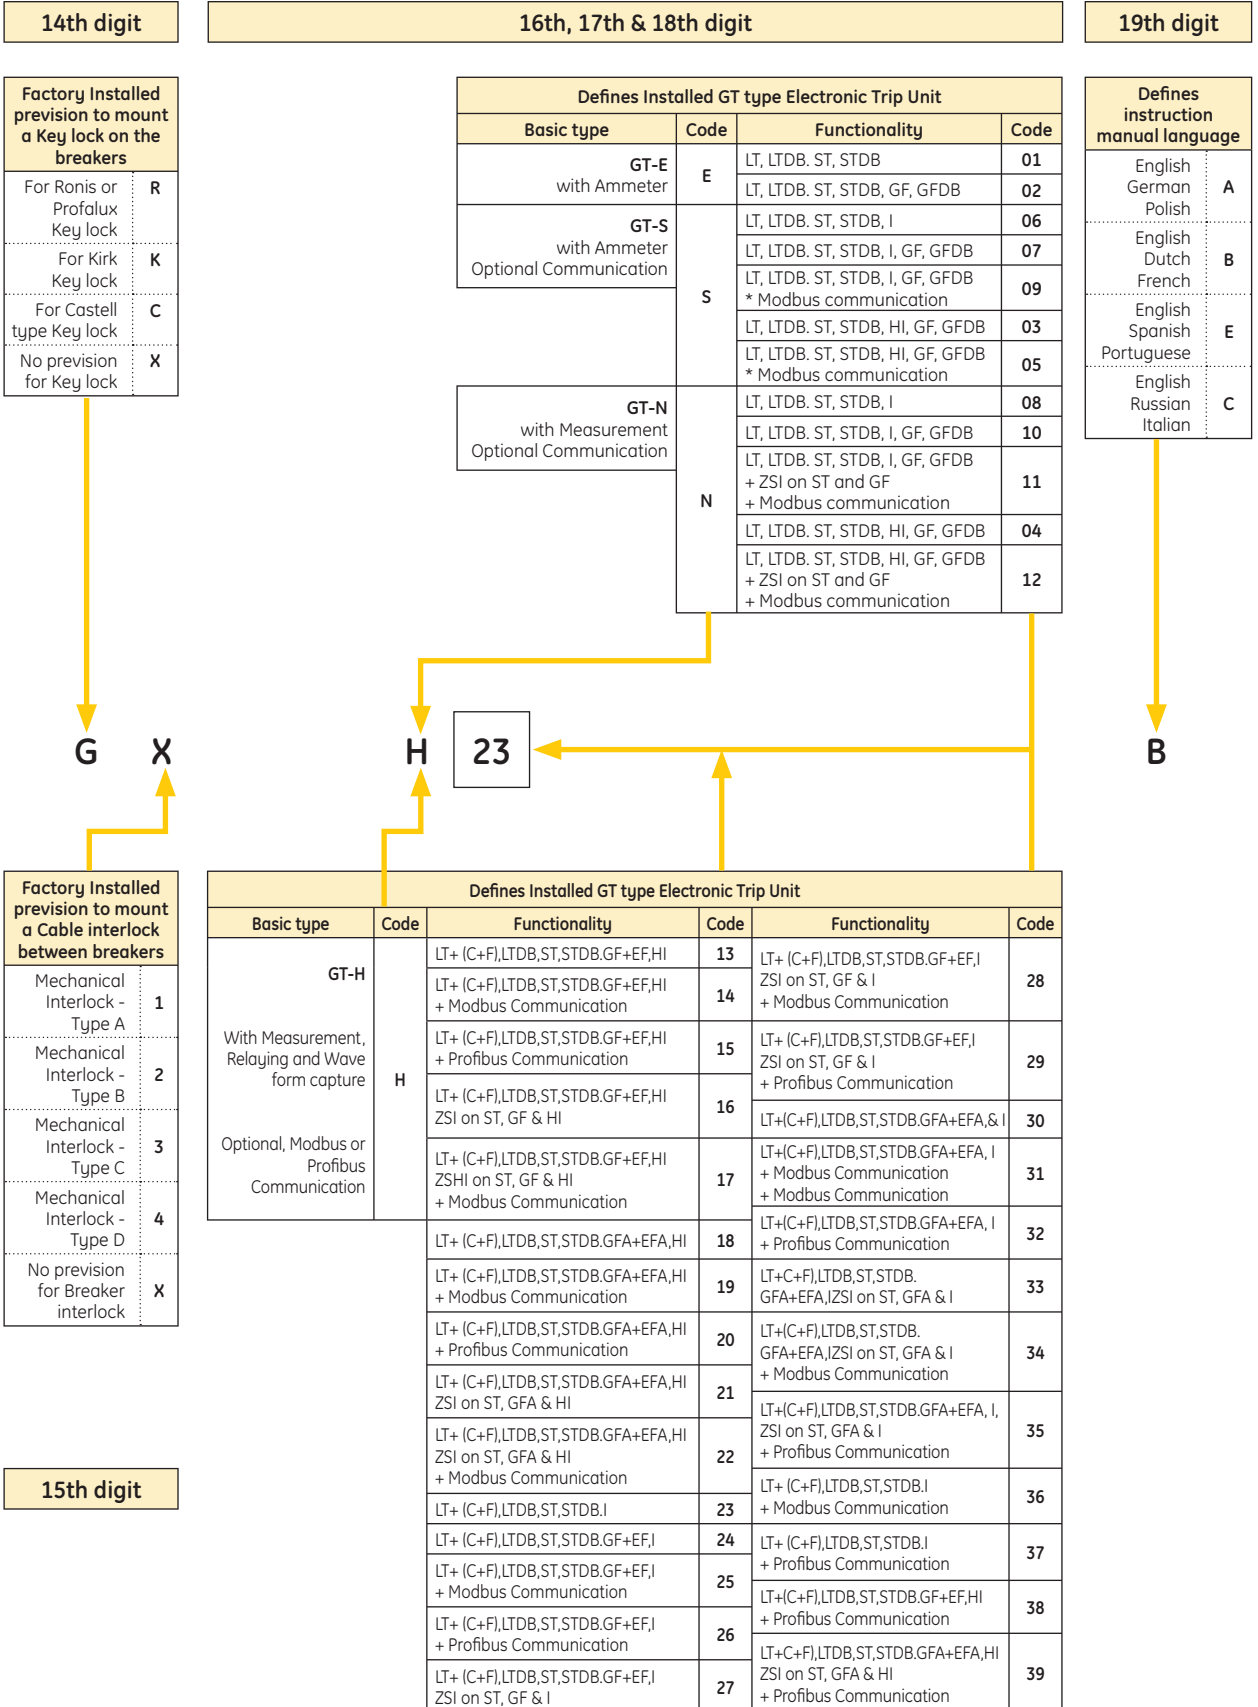 14th digit
16th, 17th & 18th digit
19th digit
Factory Installed
prevision to mount
a Key lock on the
breakers
For Ronis or
Profalux
Key lock
R
For Kirk
Key lock
K
For Castell
type Key lock
C
No prevision
for Key lock
X
Defines Installed GT type Electronic Trip Unit
Basic type
Code
Functionality
Code
GT-E
with Ammeter
E
LT, LTDB. ST, STDB
01
LT, LTDB. ST, STDB, GF, GFDB
02
GT-S
with Ammeter
Optional Communication
S
LT, LTDB. ST, STDB, I
06
LT, LTDB. ST, STDB, I, GF, GFDB
07
LT, LTDB. ST, STDB, I, GF, GFDB
* Modbus communication
09
LT, LTDB. ST, STDB, HI, GF, GFDB
03
LT, LTDB. ST, STDB, HI, GF, GFDB
* Modbus communication
05
GT-N
with Measurement
Optional Communication
N
LT, LTDB. ST, STDB, I
08
LT, LTDB. ST, STDB, I, GF, GFDB
10
LT, LTDB. ST, STDB, I, GF, GFDB
+ ZSI on ST and GF
+ Modbus communication
11
LT, LTDB. ST, STDB, HI, GF, GFDB
04
LT, LTDB. ST, STDB, HI, GF, GFDB
+ ZSI on ST and GF
+ Modbus communication
12
Defines
instruction
manual language
English
German
Polish
A
English
Dutch
French
B
English
Spanish
Portuguese
E
English
Russian
Italian
C
G X H 23 B
Factory Installed
prevision to mount
a Cable interlock
between breakers
Mechanical
Interlock -
Type A
1
Mechanical
Interlock -
Type B
2
Mechanical
Interlock -
Type C
3
Mechanical
Interlock -
Type D
4
No prevision
for Breaker
interlock
X
15th digit
Defines Installed GT type Electronic Trip Unit
Basic type
Code
Functionality
Code
Functionality
Code
GT-H
With Measurement,
Relaying and Wave
form capture
Optional, Modbus or
Profibus
Communication
H
LT+ (C+F),LTDB,ST,STDB.GF+EF,HI
13
LT+ (C+F),LTDB,ST,STDB.GF+EF,HI
+ Modbus Communication
14
LT+ (C+F),LTDB,ST,STDB.GF+EF,HI
+ Profibus Communication
15
LT+ (C+F),LTDB,ST,STDB.GF+EF,HI
ZSI on ST, GF & HI
16
LT+ (C+F),LTDB,ST,STDB.GF+EF,HI
ZSHI on ST, GF & HI
+ Modbus Communication
17
LT+ (C+F),LTDB,ST,STDB.GFA+EFA,HI
18
LT+ (C+F),LTDB,ST,STDB.GFA+EFA,HI
+ Modbus Communication
19
LT+ (C+F),LTDB,ST,STDB.GFA+EFA,HI
+ Profibus Communication
20
LT+ (C+F),LTDB,ST,STDB.GFA+EFA,HI
ZSI on ST, GFA & HI
21
LT+ (C+F),LTDB,ST,STDB.GFA+EFA,HI
ZSI on ST, GFA & HI
+ Modbus Communication
22
LT+ (C+F),LTDB,ST,STDB.I
23
LT+ (C+F),LTDB,ST,STDB.GF+EF,I
24
LT+ (C+F),LTDB,ST,STDB.GF+EF,I
+ Modbus Communication
25
LT+ (C+F),LTDB,ST,STDB.GF+EF,I
+ Profibus Communication
26
LT+ (C+F),LTDB,ST,STDB.GF+EF,I
ZSI on ST, GF & I
27
LT+ (C+F),LTDB,ST,STDB.GF+EF,I
ZSI on ST, GF & I
+ Modbus Communication
28
LT+ (C+F),LTDB,ST,STDB.GF+EF,I
ZSI on ST, GF & I
+ Profibus Communication
29
LT+(C+F),LTDB,ST,STDB.GFA+EFA,& I
30
LT+(C+F),LTDB,ST,STDB.GFA+EFA, I
+ Modbus Communication
+ Modbus Communication
31
LT+(C+F),LTDB,ST,STDB.GFA+EFA, I
+ Profibus Communication
32
LT+C+F),LTDB,ST,STDB.
GFA+EFA,IZSI on ST, GFA & I
33
LT+(C+F),LTDB,ST,STDB.
GFA+EFA,IZSI on ST, GFA & I
+ Modbus Communication
34
LT+(C+F),LTDB,ST,STDB.GFA+EFA, I,
ZSI on ST, GFA & I
+ Profibus Communication
35
LT+ (C+F),LTDB,ST,STDB.I
+ Modbus Communication
36
LT+ (C+F),LTDB,ST,STDB.I
+ Profibus Communication
37
LT+(C+F),LTDB,ST,STDB.GF+EF,HI
+ Profibus Communication
38
LT+C+F),LTDB,ST,STDB.GFA+EFA,HI
ZSI on ST, GFA & HI
+ Profibus Communication
39